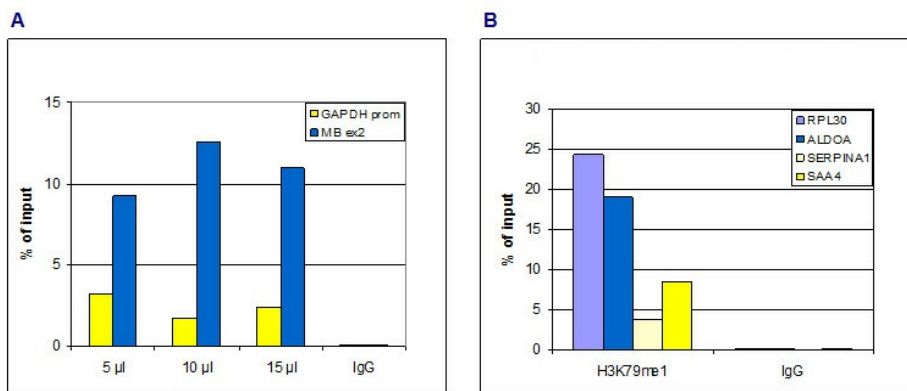 A
B
15
10
5
0
% of input
GAPDH prom
MB ex2
5 µl
10 µl
15 µl
IgG
30
25
20
15
10
5
0
% of input
RPL30
ALDOA
SERPINA1
SAA4
H3K79me1
IgG